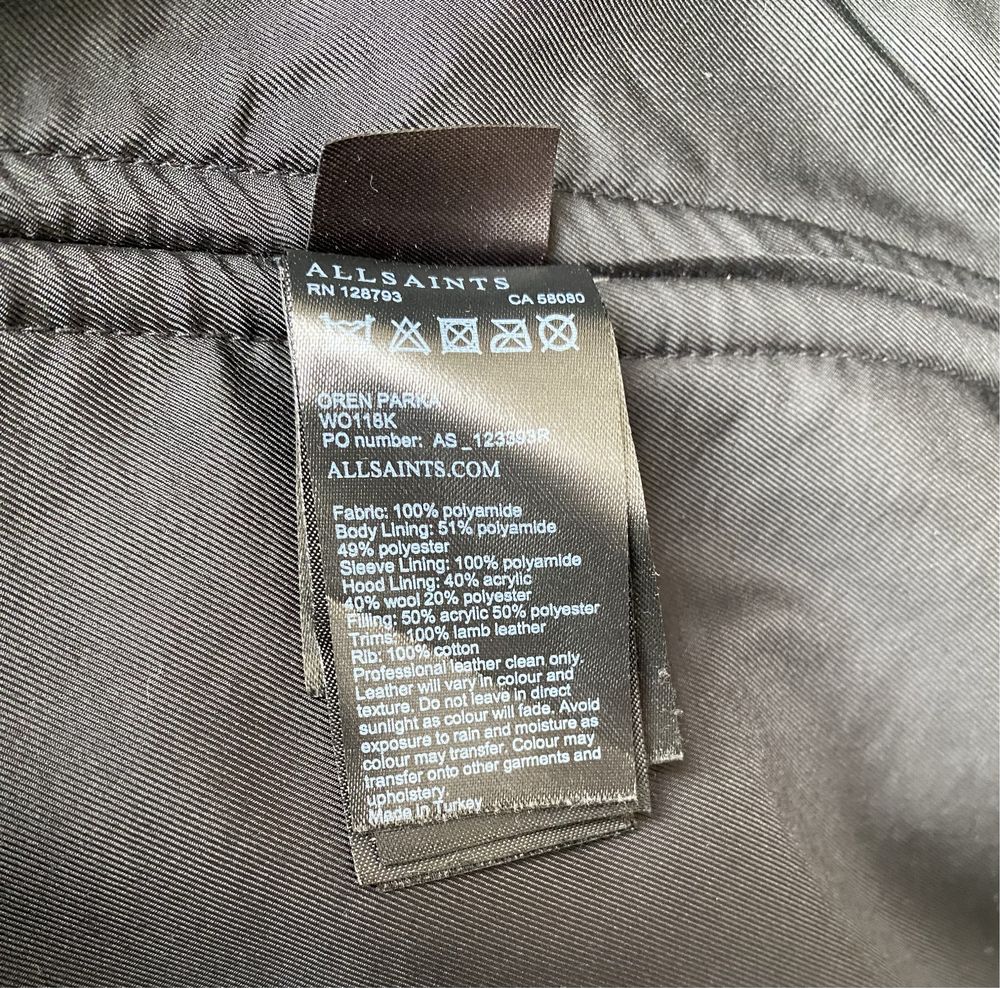 ALLSAINTS
RN 128793 CA 58080
OREN PARKA
WO118K
PO number: AS_123393R
ALLSAINTS.COM
Fabric: 100% polyamide
Body Lining: 51% polyamide
49% polyester
Sleeve Lining: 100% polyamide
Hood Lining: 40% acrylic
40% wool 20% polyester
Filling: 50% acrylic 50% polyester
Trims: 100% lamb leather
Rib: 100% cotton
Professional leather clean only.
Leather will vary in colour and
texture. Do not leave in direct
sunlight as colour will fade. Avoid
exposure to rain and moisture as
colour may transfer. Colour may
transfer onto other garments and
upholstery.
Made in Turkey